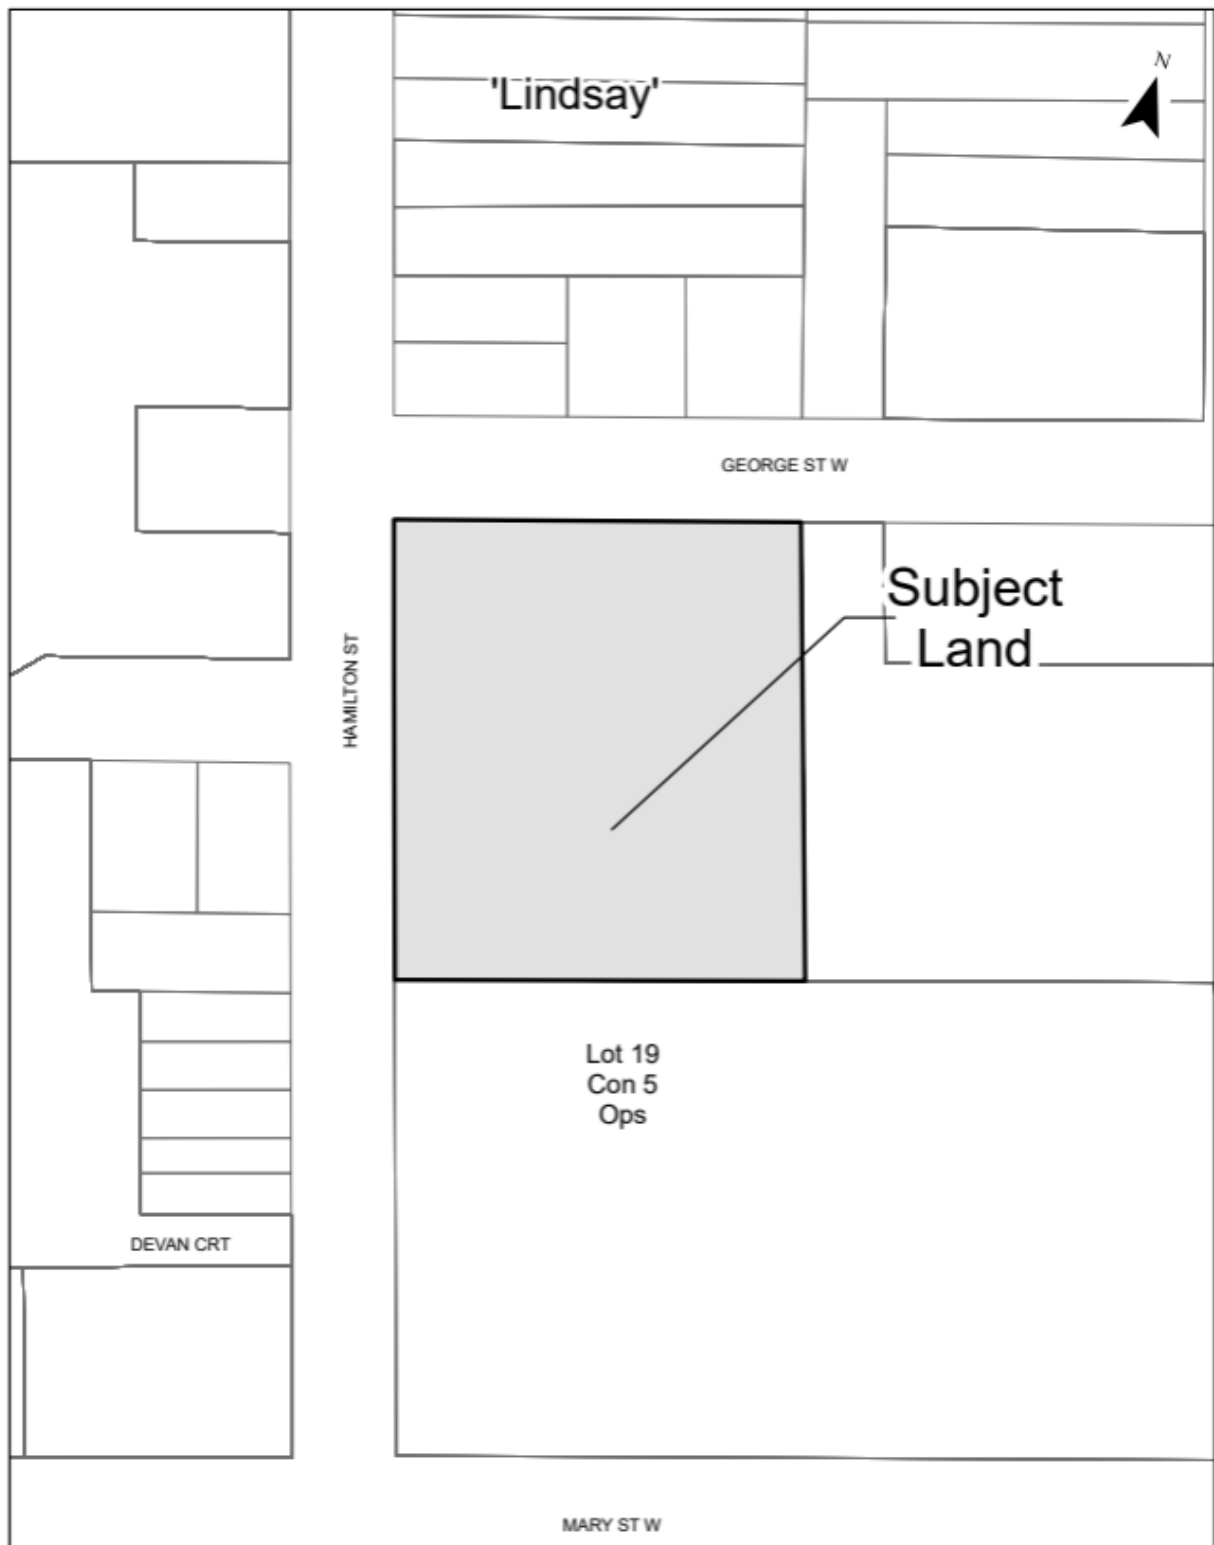 N
'Lindsay'
GEORGE ST W
Subject
Land
HAMILTON ST
Lot 19
Con 5
Ops
DEVAN CRT
MARY ST W